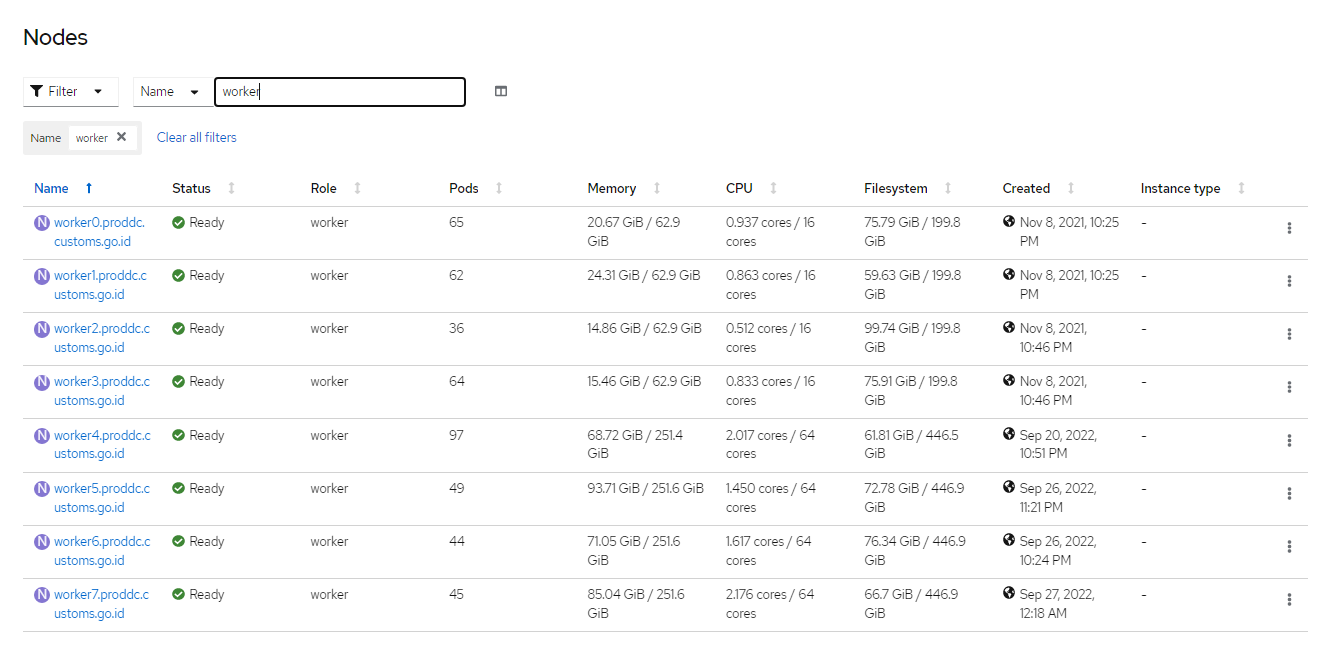 Nodes
Filter Name worker
Name worker Clear all filters
Name Status Role Pods Memory CPU Filesystem Created Instance type
N worker0.proddc. Ready worker 65 20.67 GiB / 62.9 0.937 cores / 16 75.79 GiB / 199.8 Nov 8, 2021, 10:25 -
customs.go.id GiB cores GiB PM
N worker1.proddc.c Ready worker 62 24.31 GiB / 62.9 GiB 0.863 cores / 16 59.63 GiB / 199.8 Nov 8, 2021, 10:25 -
ustoms.go.id cores GiB PM
N worker2.proddc.c Ready worker 36 14.86 GiB / 62.9 GiB 0.512 cores / 16 99.74 GiB / 199.8 Nov 8, 2021, -
ustoms.go.id cores GiB 10:46 PM
N worker3.proddc.c Ready worker 64 15.46 GiB / 62.9 GiB 0.833 cores / 16 75.91 GiB / 199.8 Nov 8, 2021, -
ustoms.go.id cores GiB 10:46 PM
N worker4.proddc.c Ready worker 97 68.72 GiB / 251.4 2.017 cores / 64 61.81 GiB / 446.5 Sep 20, 2022, -
ustoms.go.id GiB cores GiB 10:51 PM
N worker5.proddc.c Ready worker 49 93.71 GiB / 251.6 GiB 1.450 cores / 64 72.78 GiB / 446.9 Sep 26, 2022, -
ustoms.go.id cores GiB 11:21 PM
N worker6.proddc.c Ready worker 44 71.05 GiB / 251.6 1.617 cores / 64 76.34 GiB / 446.9 Sep 26, 2022, -
ustoms.go.id GiB cores GiB 10:24 PM
N worker7.proddc.c Ready worker 45 85.04 GiB / 251.6 2.176 cores / 64 66.7 GiB / 446.9 Sep 27, 2022, -
ustoms.go.id GiB cores GiB 12:18 AM